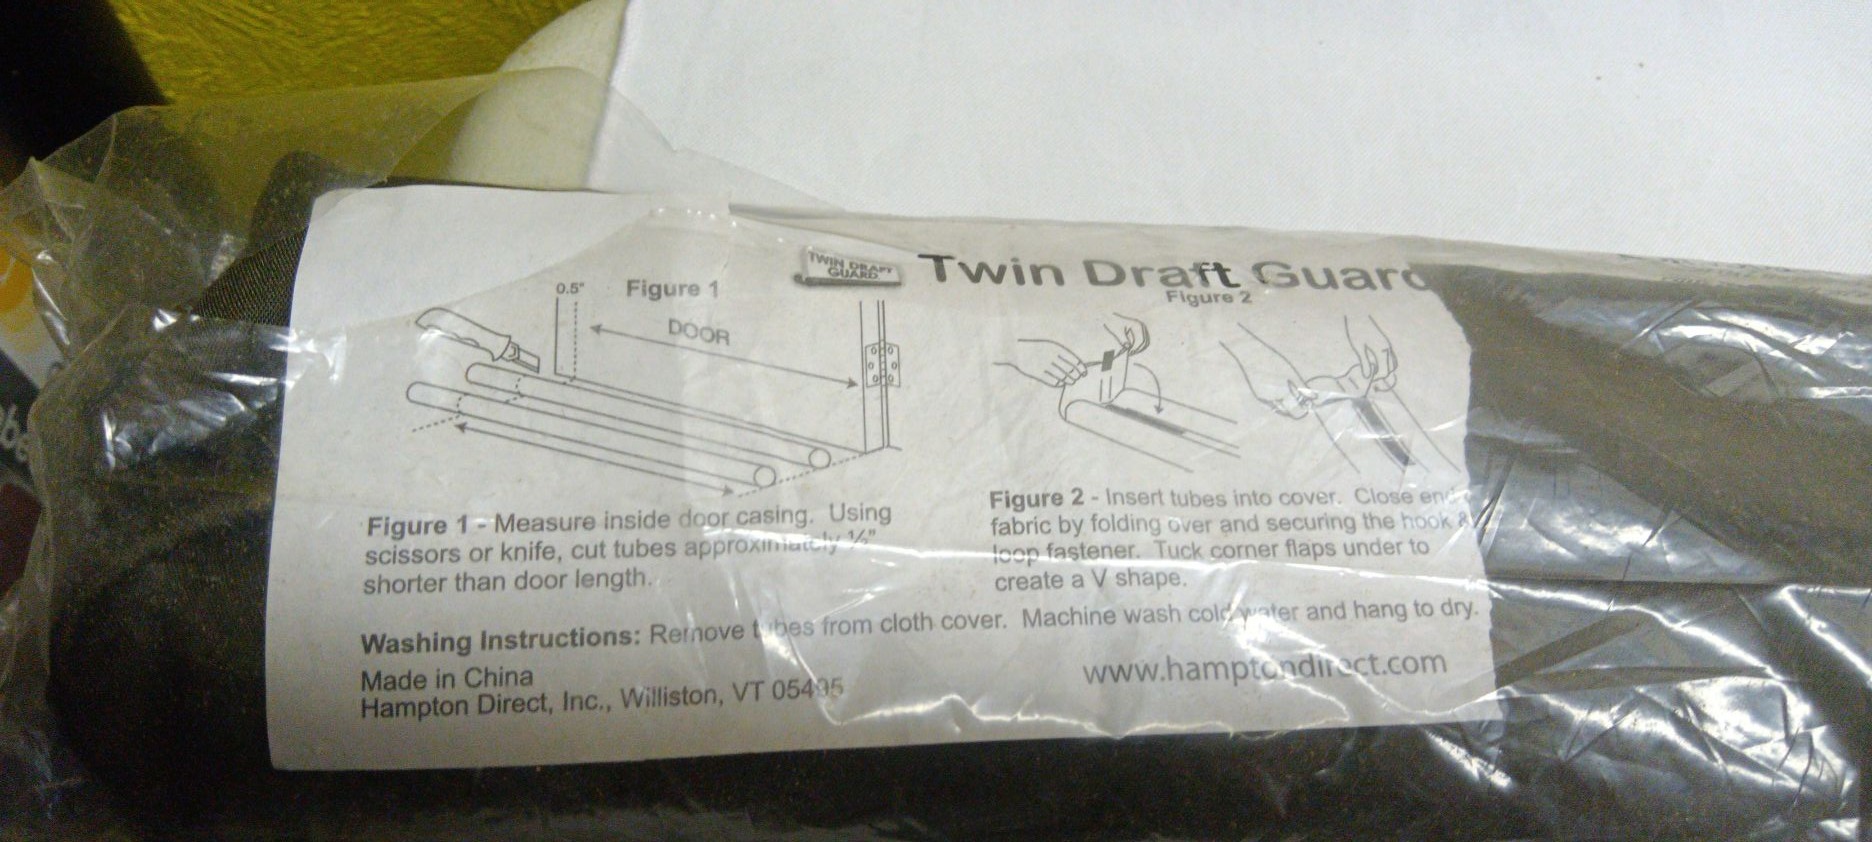 TWIN DRAFT
GUARD
Twin Draft Guard
0.5"
Figure 1
Figure 2
DOOR
Figure 1 - Measure inside door casing. Using
scissors or knife, cut tubes approximately ½"
shorter than door length.
Figure 2 - Insert tubes into cover. Close end
fabric by folding over and securing the hook &
loop fastener. Tuck corner flaps under to
create a V shape.
Washing Instructions: Remove tubes from cloth cover. Machine wash cold water and hang to dry.
Made in China
Hampton Direct, Inc., Williston, VT 05495
www.hamptondirect.com